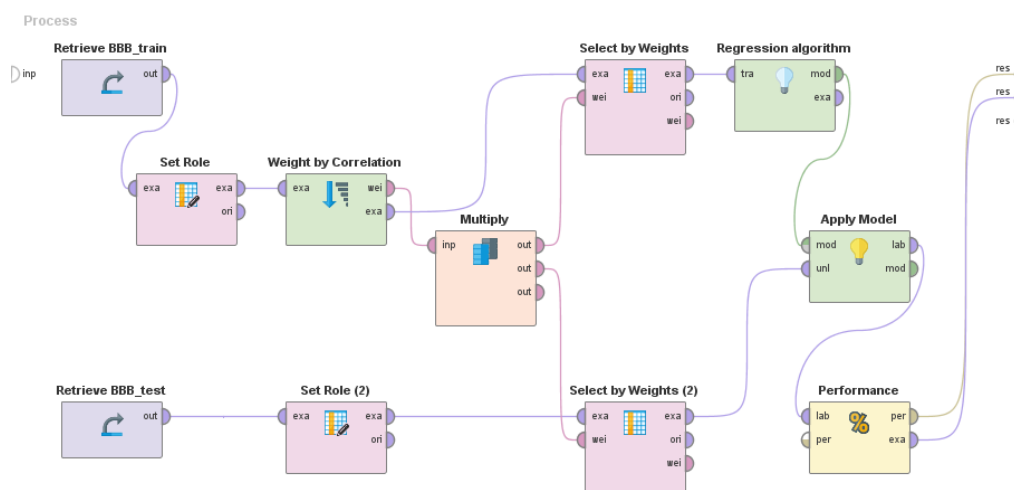 Process
Retrieve BBB_train
Select by Weights
Regression algorithm
inp
out
exa
exa
tra
mod
res
wei
ori
exa
res
wei
res
Set Role
Weight by Correlation
exa
exa
exa
wei
ori
exa
Multiply
Apply Model
inp
out
mod
lab
out
unl
mod
out
Retrieve BBB_test
Set Role (2)
Select by Weights (2)
Performance
out
exa
exa
exa
exa
lab
per
ori
wei
ori
per
exa
wei
%